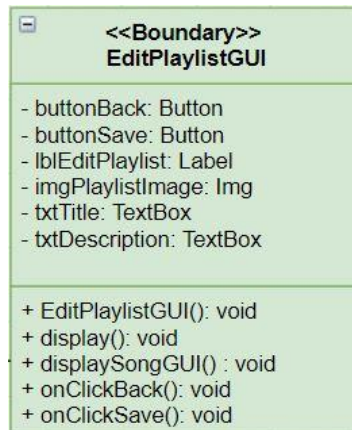 <<Boundary>>
EditPlaylistGUI
- buttonBack: Button
- buttonSave: Button
- lblEditPlaylist: Label
- imgPlaylistImage: Img
- txtTitle: TextBox
- txtDescription: TextBox
+ EditPlaylistGUI(): void
+ display(): void
+ displaySongGUI() : void
+ onClickBack(): void
+ onClickSave(): void